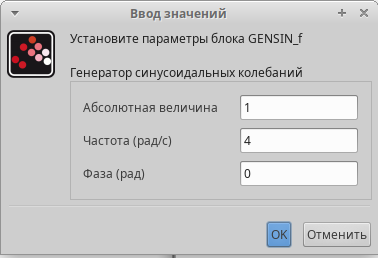 Ввод значений
Установите параметры блока GENSIN_f
Генератор синусоидальных колебаний
Абсолютная величина 1
Частота (рад/с) 4
Фаза (рад) 0
OK Отменить